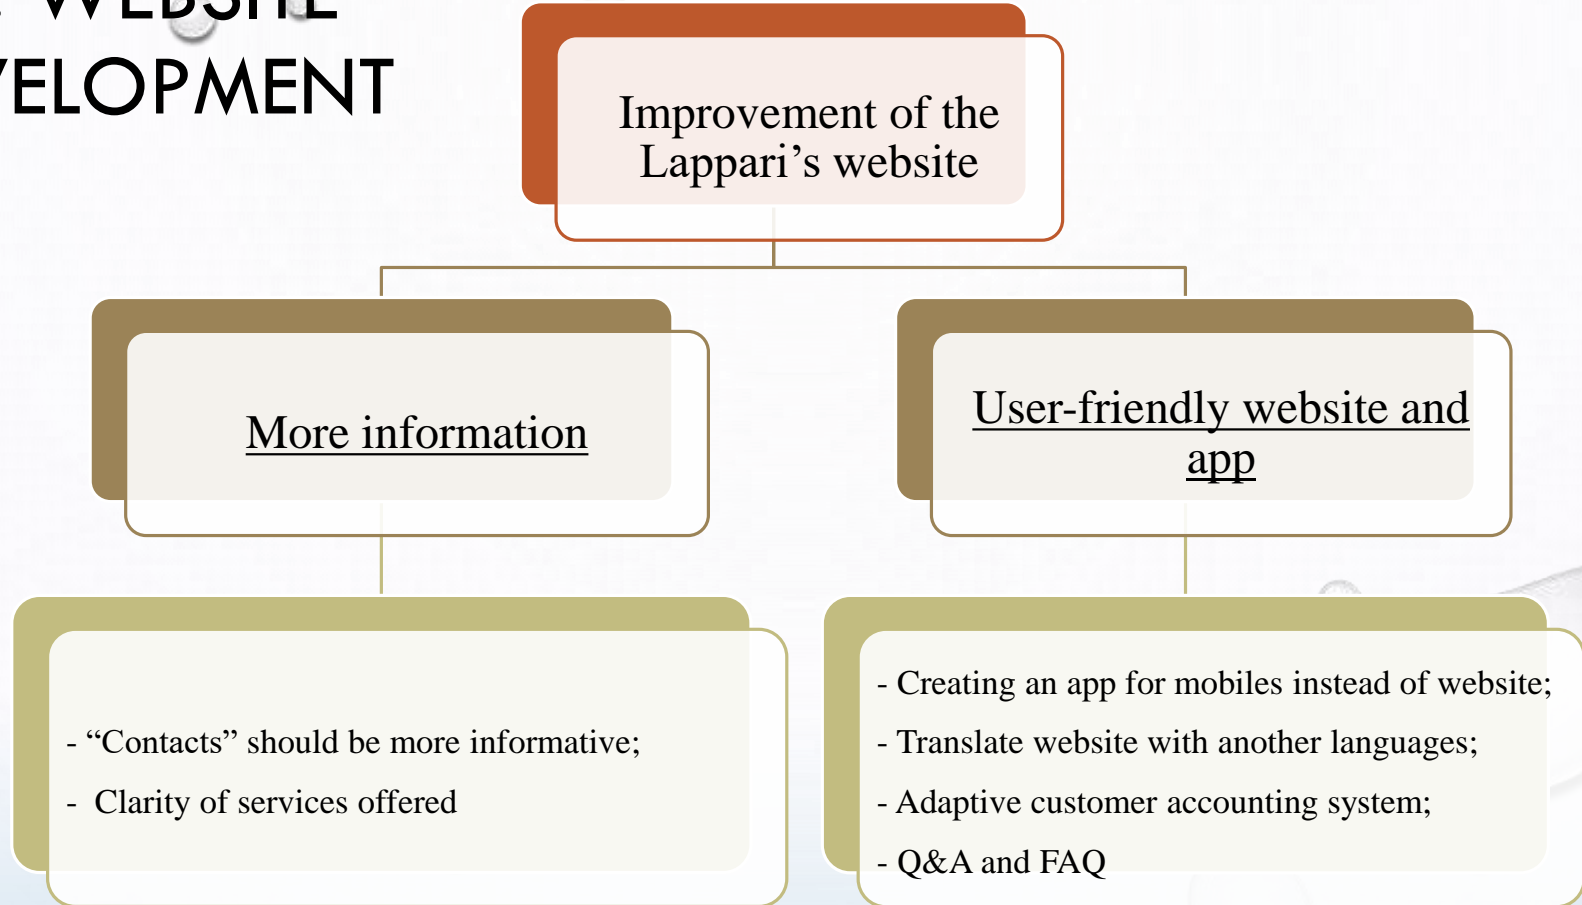 WEBSITE
VELOPMENT
Improvement of the
Lappari’s website
More information
User-friendly website and
app
- “Contacts” should be more informative;
- Clarity of services offered
- Creating an app for mobiles instead of website;
- Translate website with another languages;
- Adaptive customer accounting system;
- Q&A and FAQ